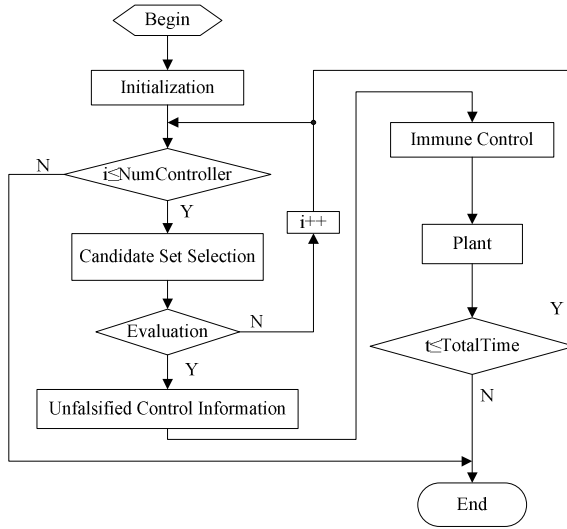 Begin
Initialization
i≤NumController
N
Y
Candidate Set Selection
Evaluation
N
i++
Y
Unfalsified Control Information
Immune Control
Plant
t≤TotalTime
Y
N
End